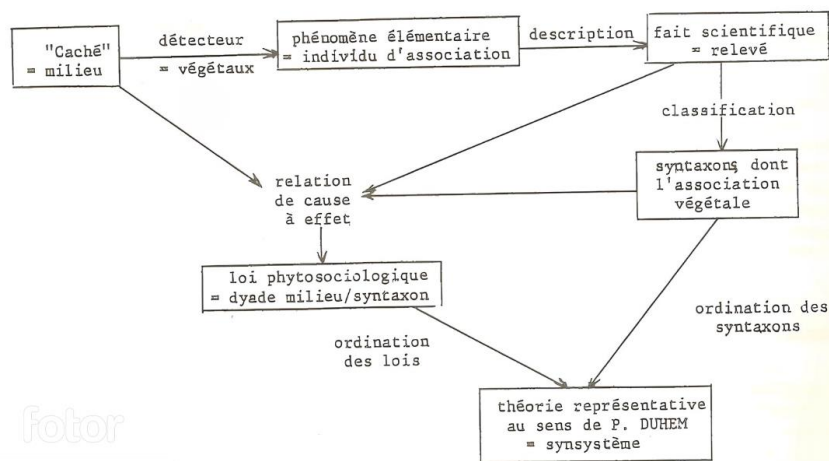 "Caché"
= milieu
détecteur
= végétaux
phénomène élémentaire
= individu d'association
description
fait scientifique
= relevé
classification
syntaxons, dont
l'association
végétale
relation
de cause
à effet
loi phytosociologique
= dyade milieu/syntaxon
ordination
des lois
ordination des
syntaxons
théorie représentative
au sens de P. DUHEM
= synsystème
fotor